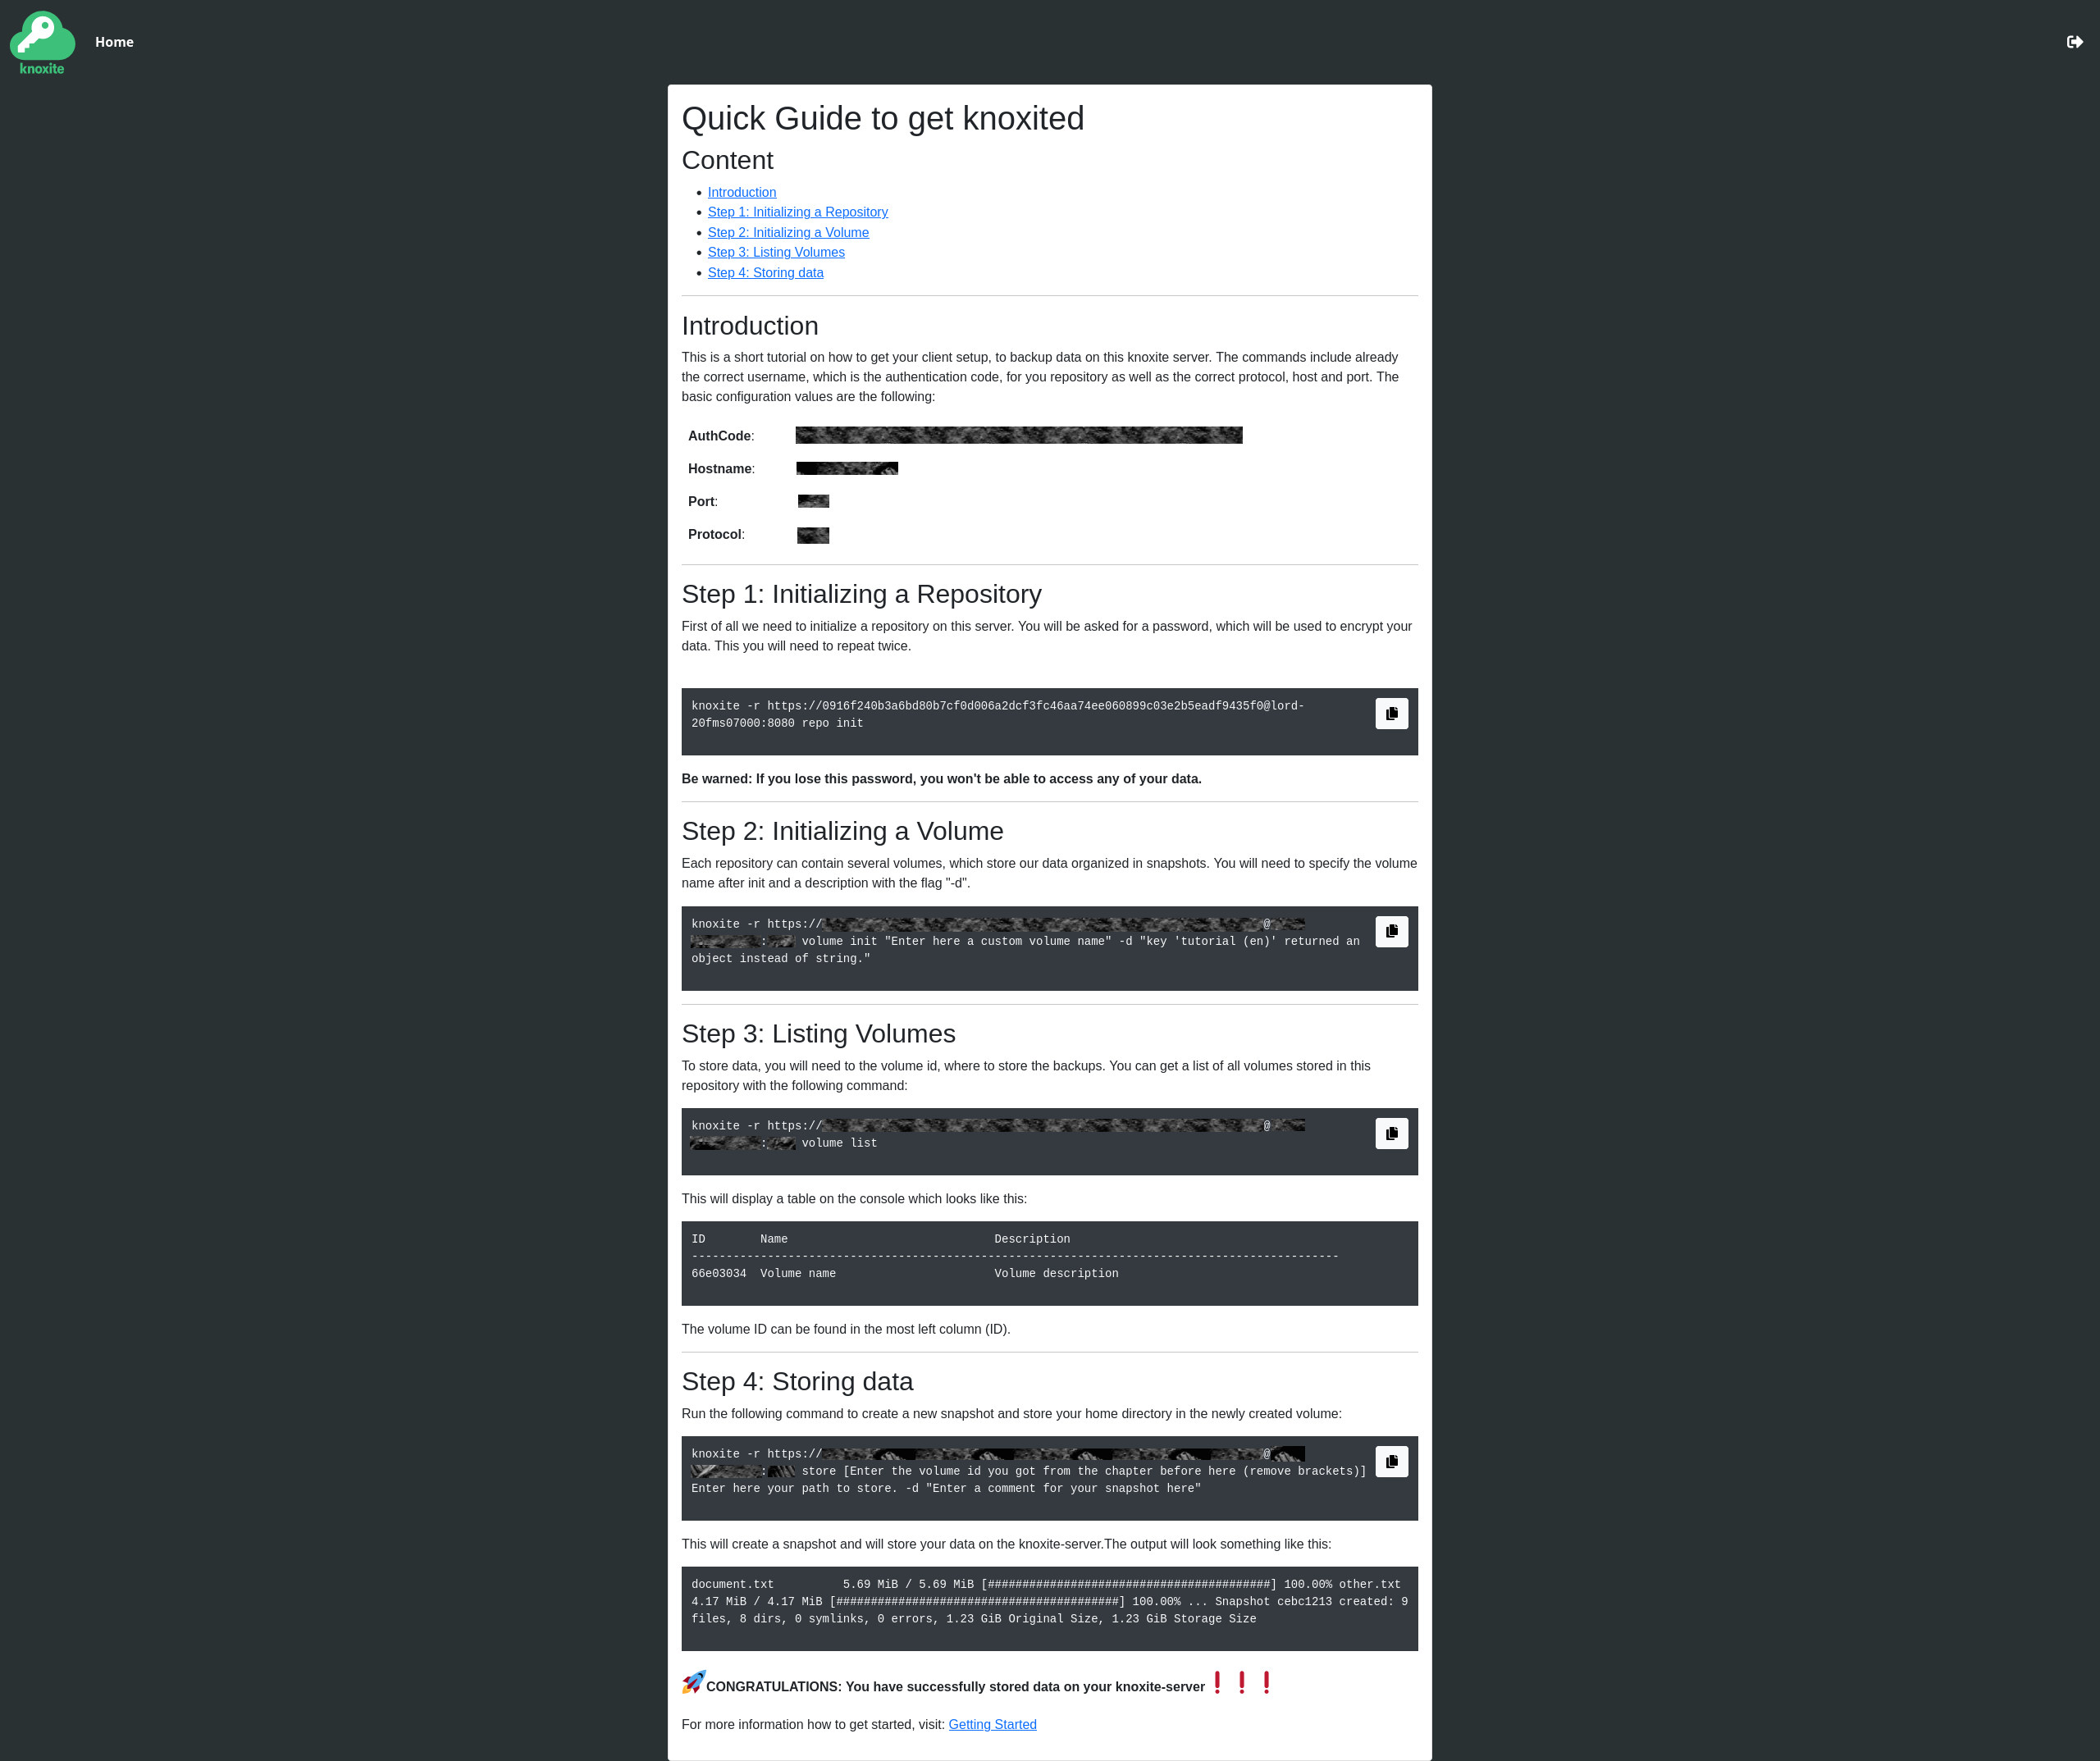 knoxite
Home
Quick Guide to get knoxited
Content
Introduction
Step 1: Initializing a Repository
Step 2: Initializing a Volume
Step 3: Listing Volumes
Step 4: Storing data
Introduction
This is a short tutorial on how to get your client setup, to backup data on this knoxite server. The commands include already
the correct username, which is the authentication code, for you repository as well as the correct protocol, host and port. The
basic configuration values are the following:
AuthCode:
Hostname:
Port:
Protocol:
Step 1: Initializing a Repository
First of all we need to initialize a repository on this server. You will be asked for a password, which will be used to encrypt your
data. This you will need to repeat twice.
knoxite -r https://0916f240b3a6bd80b7cf0d006a2dcf3fc46aa74ee060899c03e2b5eadf9435f0@lord-
20fms07000:8080 repo init
Be warned: If you lose this password, you won't be able to access any of your data.
Step 2: Initializing a Volume
Each repository can contain several volumes, which store our data organized in snapshots. You will need to specify the volume
name after init and a description with the flag "-d".
knoxite -r https:// @
: volume init "Enter here a custom volume name" -d "key 'tutorial (en)' returned an
object instead of string."
Step 3: Listing Volumes
To store data, you will need to the volume id, where to store the backups. You can get a list of all volumes stored in this
repository with the following command:
knoxite -r https:// @
: volume list
This will display a table on the console which looks like this:
ID Name Description
----------------------------------------------------------------------------------------------
66e03034 Volume name Volume description
The volume ID can be found in the most left column (ID).
Step 4: Storing data
Run the following command to create a new snapshot and store your home directory in the newly created volume:
knoxite -r https:// @
: store [Enter the volume id you got from the chapter before here (remove brackets)]
Enter here your path to store. -d "Enter a comment for your snapshot here"
This will create a snapshot and will store your data on the knoxite-server.The output will look something like this:
document.txt 5.69 MiB / 5.69 MiB [#########################################] 100.00% other.txt
4.17 MiB / 4.17 MiB [#########################################] 100.00% ... Snapshot cebc1213 created: 9
files, 8 dirs, 0 symlinks, 0 errors, 1.23 GiB Original Size, 1.23 GiB Storage Size
🚀CONGRATULATIONS: You have successfully stored data on your knoxite-server❗❗❗
For more information how to get started, visit: Getting Started